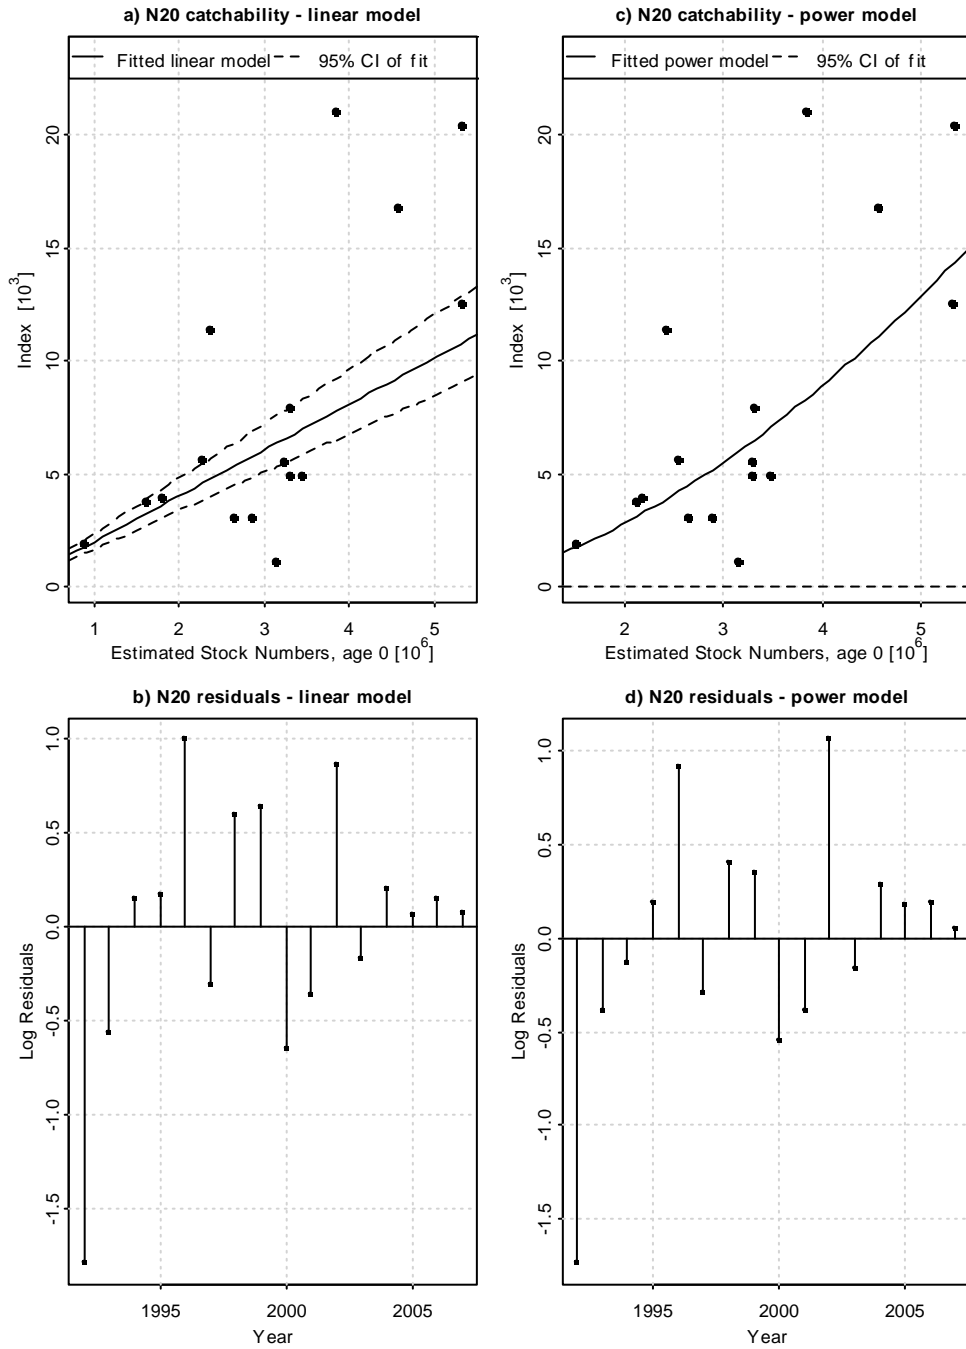 a) N20 catchability - linear model
Fitted linear model 95% CI of fit
20
15
10
5
0
Index [10^3]
1 2 3 4 5
Estimated Stock Numbers, age 0 [10^6]
c) N20 catchability - power model
Fitted power model 95% CI of fit
20
15
10
5
0
Index [10^3]
2 3 4 5
Estimated Stock Numbers, age 0 [10^6]
b) N20 residuals - linear model
1.0
0.5
0.0
-0.5
-1.0
-1.5
Log Residuals
1995 2000 2005
Year
d) N20 residuals - power model
1.0
0.5
0.0
-0.5
-1.0
-1.5
Log Residuals
1995 2000 2005
Year